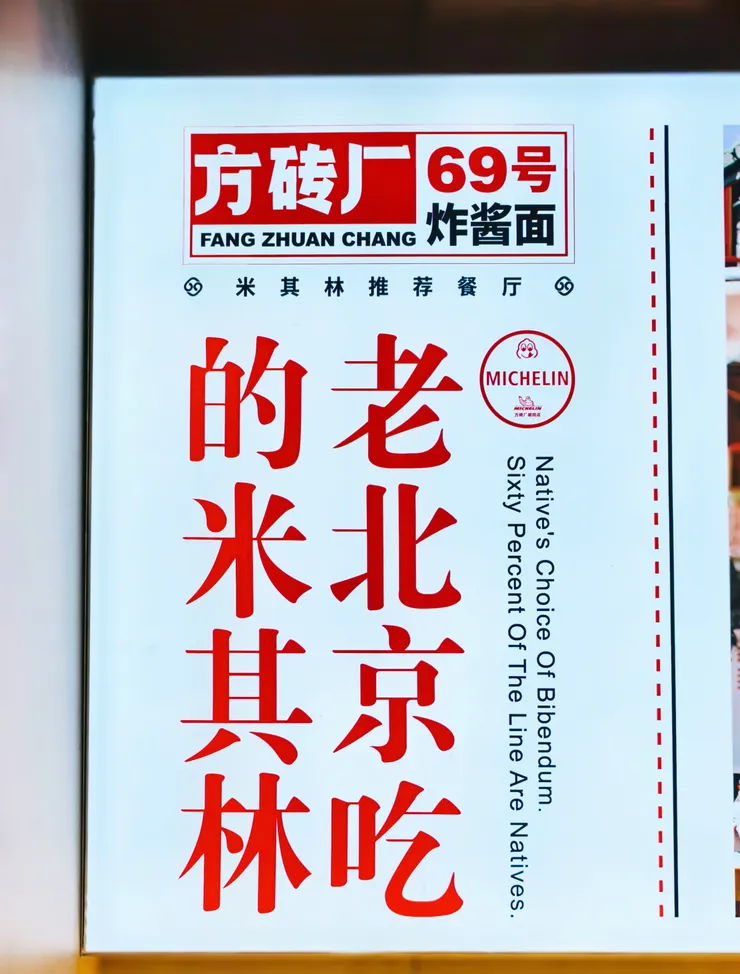 方砖厂
69号
炸酱面
FANG ZHUAN CHANG
米其林推荐餐厅
MICHELIN
MICHELIN
老北京吃
的米其林
Native's Choice Of Bibendum.
Sixty Percent Of The Line Are Natives.